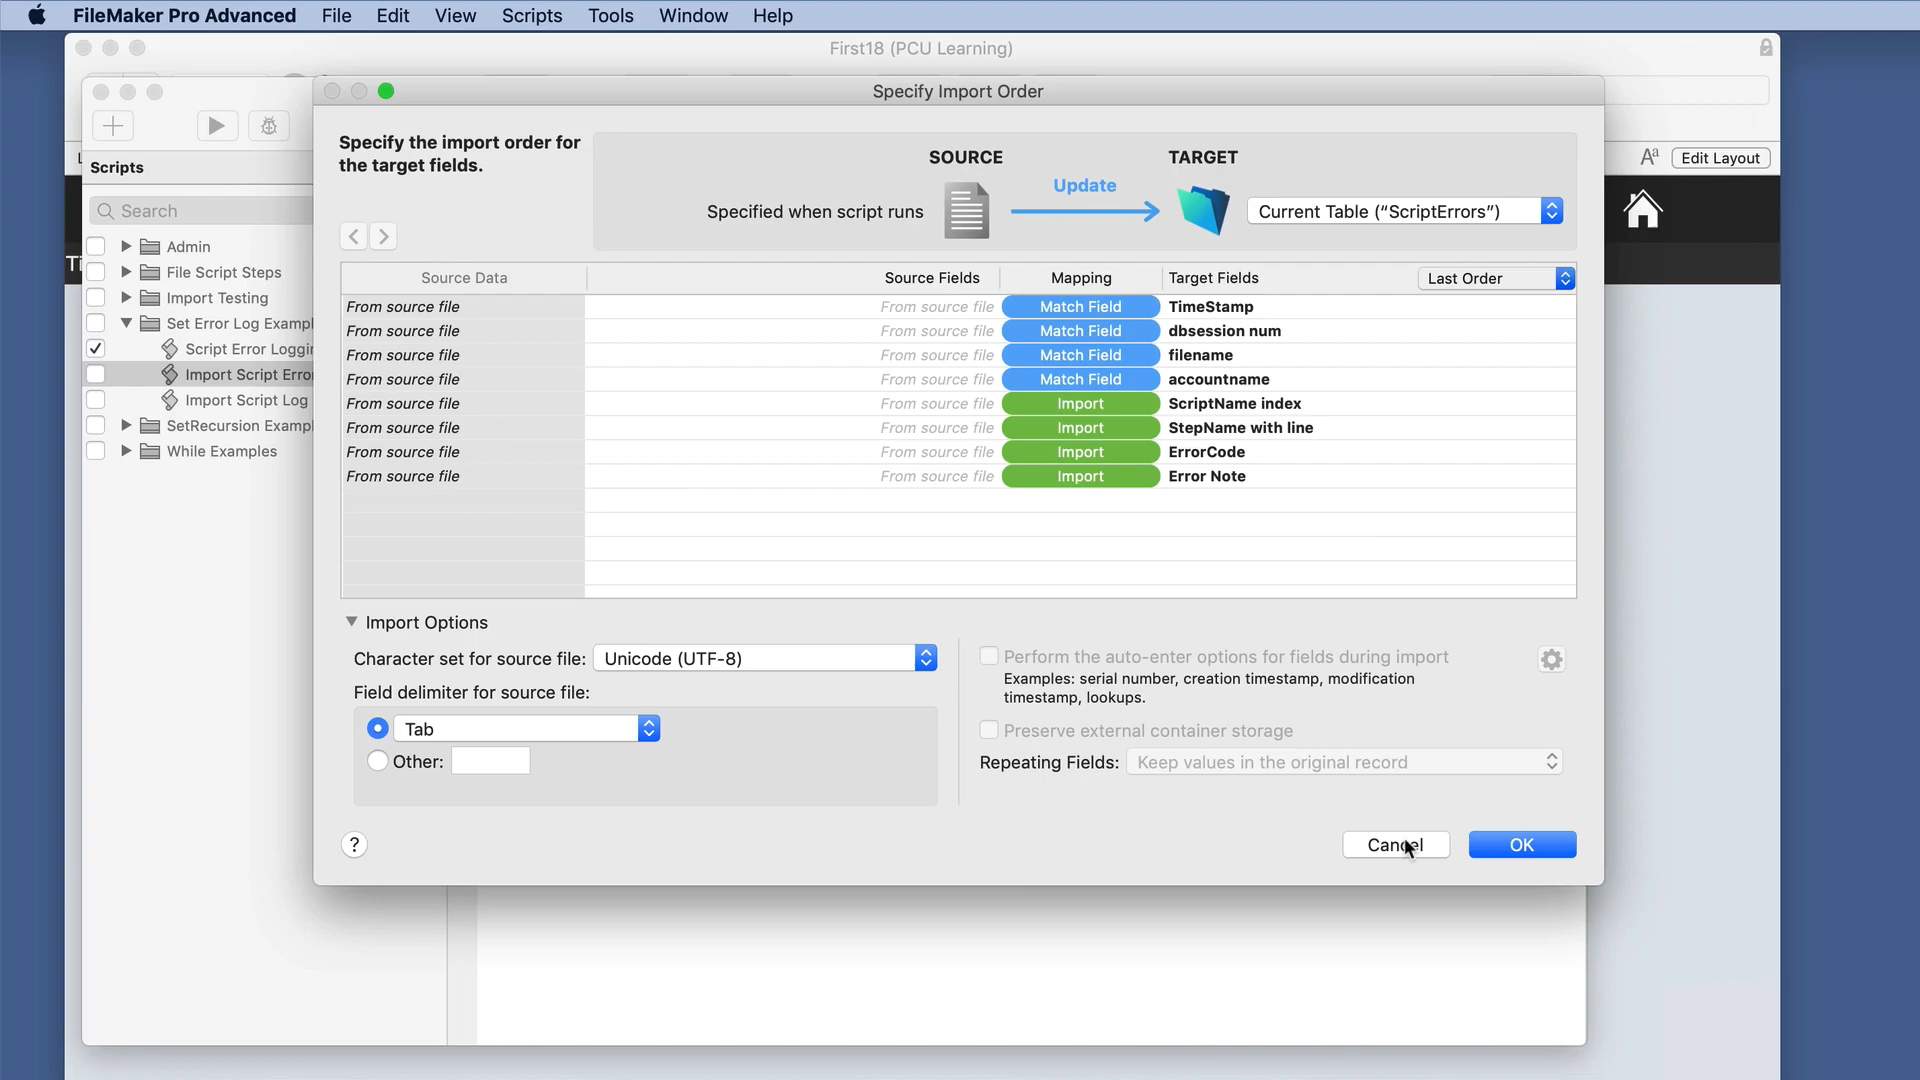 FileMaker Pro Advanced File Edit View Scripts Tools Window Help
First18 (PCU Learning)
Specify Import Order
Scripts
Search
Admin
File Script Steps
Import Testing
Set Error Log Exampl
Script Error Loggin
Import Script Erro
Import Script Log
SetRecursion Exampl
While Examples
Aa Edit Layout
Specify the import order for
the target fields.
SOURCE TARGET
Update
Specified when script runs
Current Table (“ScriptErrors”)
Source Data Source Fields Mapping Target Fields Last Order
From source file From source file Match Field TimeStamp
From source file From source file Match Field dbsession num
From source file From source file Match Field filename
From source file From source file Match Field accountname
From source file From source file Import ScriptName index
From source file From source file Import StepName with line
From source file From source file Import ErrorCode
From source file From source file Import Error Note
Import Options
Character set for source file: Unicode (UTF-8)
Field delimiter for source file:
Tab
Other:
Perform the auto-enter options for fields during import
Examples: serial number, creation timestamp, modification
timestamp, lookups.
Preserve external container storage
Repeating Fields: Keep values in the original record
? Cancel OK